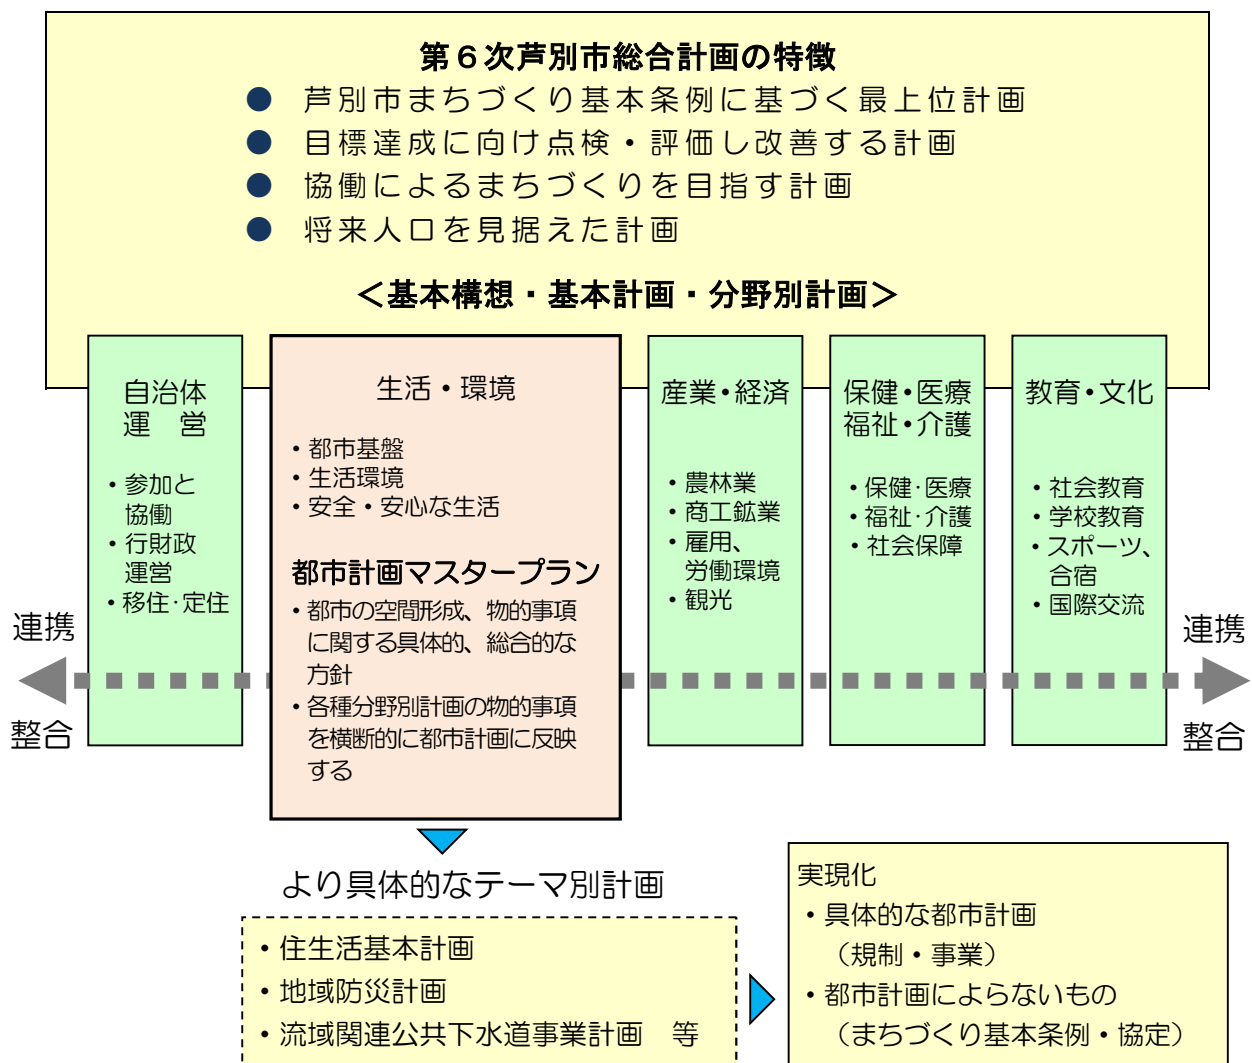 第６次芦別市総合計画の特徴
● 芦別市まちづくり基本条例に基づく最上位計画
● 目標達成に向け点検・評価し改善する計画
● 協働によるまちづくりを目指す計画
● 将来人口を見据えた計画
＜基本構想・基本計画・分野別計画＞
自治体
運　営
・参加と
協働
・行財政
運営
・移住・定住
生活・環境
・都市基盤
・生活環境
・安全・安心な生活
都市計画マスタープラン
・都市の空間形成、物的事項
に関する具体的、総合的な
方針
・各種分野別計画の物的事項
を横断的に都市計画に反映
する
産業・経済
・農林業
・商工鉱業
・雇用、
労働環境
・観光
保健・医療
福祉・介護
・保健・医療
・福祉・介護
・社会保障
教育・文化
・社会教育
・学校教育
・スポーツ、
合宿
・国際交流
連携
整合
連携
整合
より具体的なテーマ別計画
・住生活基本計画
・地域防災計画
・流域関連公共下水道事業計画　等
実現化
・具体的な都市計画
（規制・事業）
・都市計画によらないもの
（まちづくり基本条例・協定）